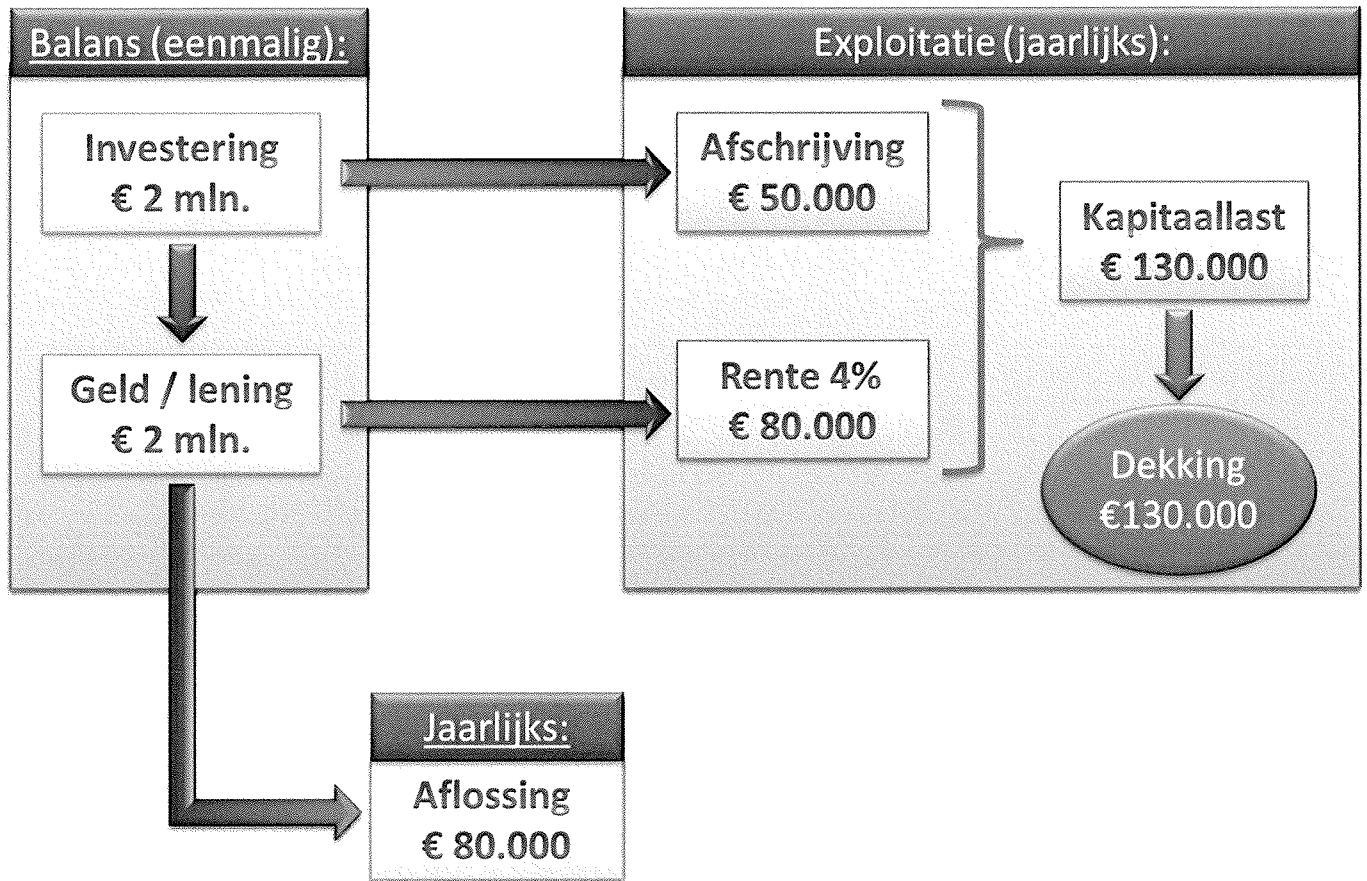 Balans (eenmalig):
Investering
€ 2 mln.
Geld / lening
€ 2 mln.
Exploitatie (jaarlijks):
Afschrijving
€ 50.000
Rente 4%
€ 80.000
Kapitaallast
€ 130.000
Dekking
€130.000
Jaarlijks:
Aflossing
€ 80.000